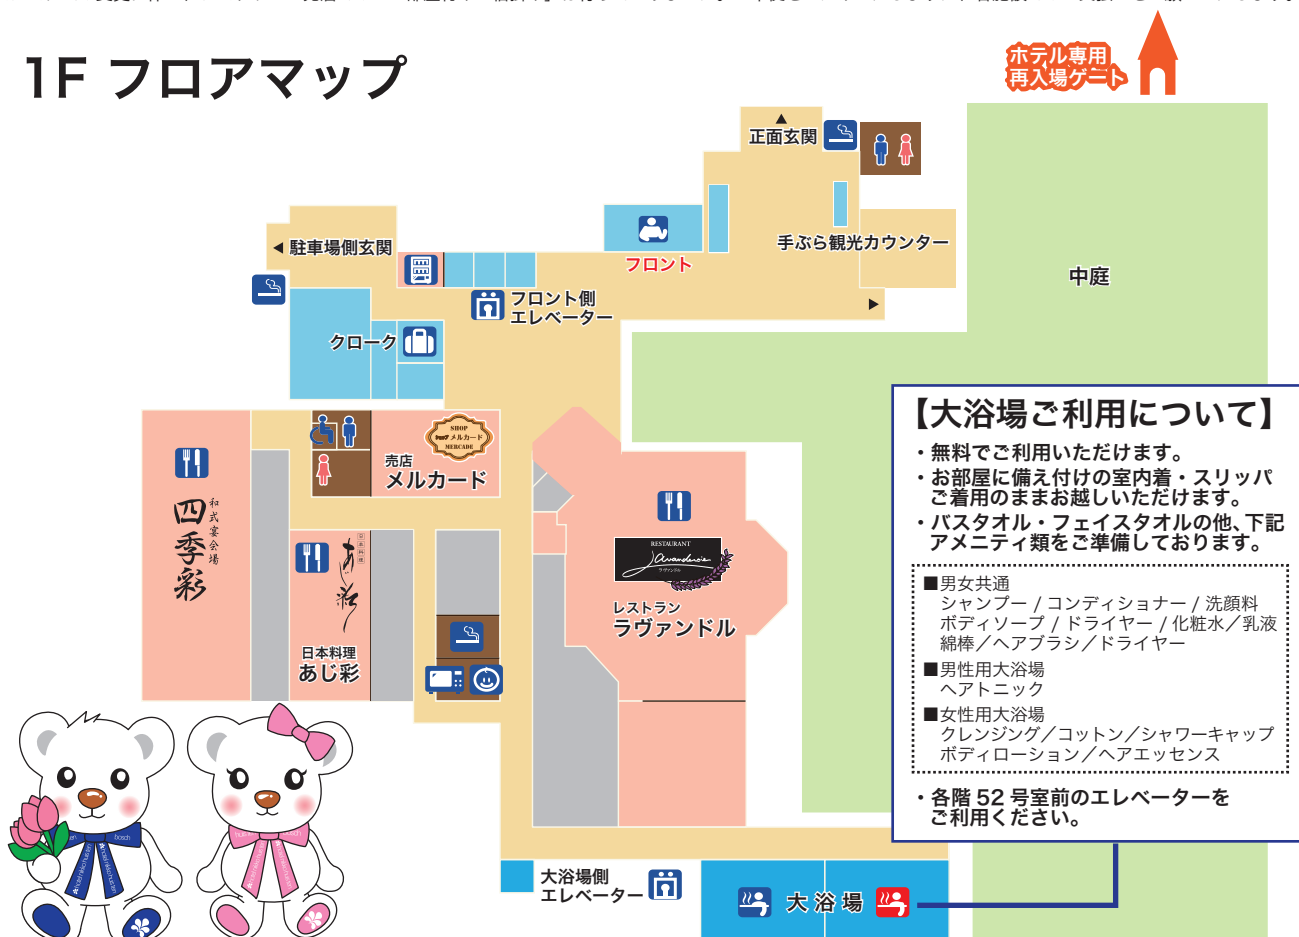 1F フロアマップ
ホテル専用
再入場ゲート
正面玄関
手ぶら観光カウンター
フロント
中庭
駐車場側玄関
フロント側
エレベーター
クローク
SHOP
メルカード
MERCADE
売店
メルカード
和式宴会場
四季彩
日本料理
あじ彩
日本料理
あじ彩
RESTAURANT
Lavanderie
ラヴァンドル
レストラン
ラヴァンドル
【大浴場ご利用について】
・無料でご利用いただけます。
・お部屋に備え付けの室内着・スリッパ
ご着用のままお越しいただけます。
・バスタオル・フェイスタオルの他、下記
アメニティ類をご準備しております。
■男女共通
シャンプー / コンディショナー / 洗顔料
ボディソープ / ドライヤー / 化粧水／乳液
綿棒／ヘアブラシ／ドライヤー
■男性用大浴場
ヘアトニック
■女性用大浴場
クレンジング／コットン／シャワーキャップ
ボディローション／ヘアエッセンス
・各階 52 号室前のエレベーターを
ご利用ください。
大浴場側
エレベーター
大浴場